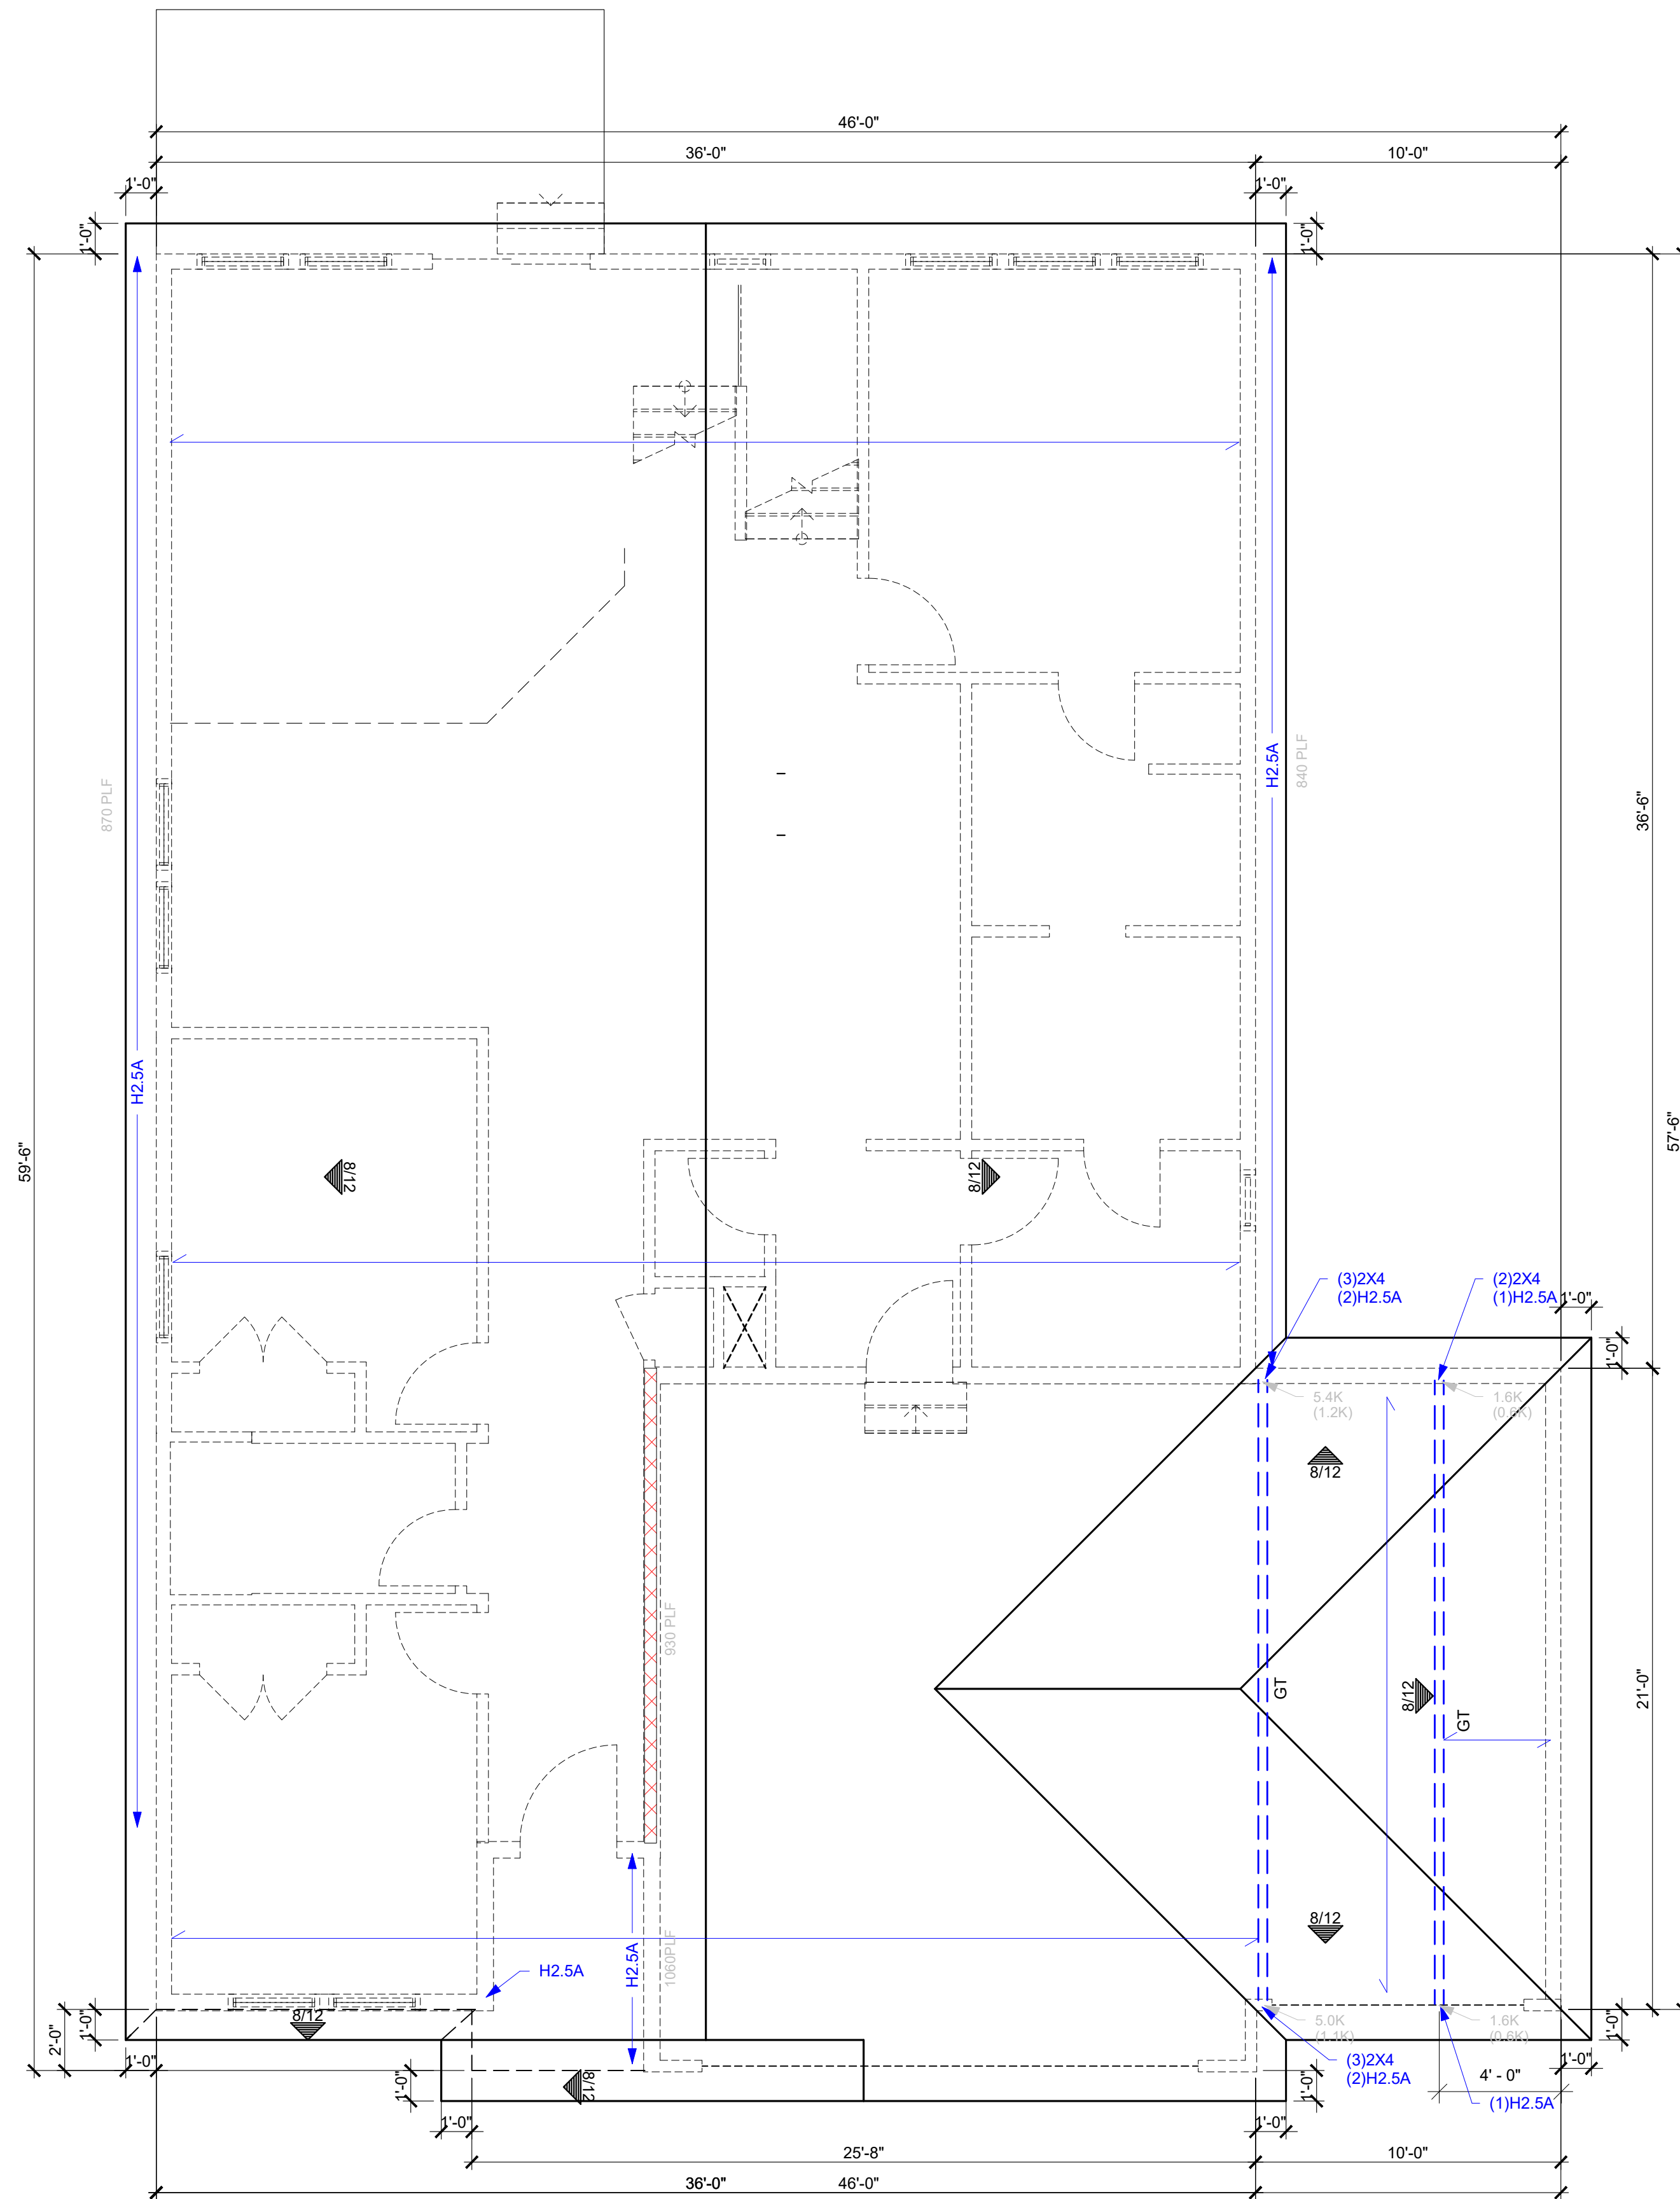 46'-0"
36'-0"
10'-0"
1'-0"
1'-0"
1'-0"
1'-0"
870 PLF
H2.5A
840 PLF
36'-6"
H2.5A
59'-6"
57'-6"
8/12
8/12
(3)2X4
(2)H2.5A
(2)2X4
(1)H2.5A
1'-0"
1'-0"
5.4K
(1.2K)
1.6K
(0.6K)
8/12
930 PLF
GT
8/12
GT
21'-0"
8/12
H2.5A
H2.5A
1060PLF
8/12
2'-0"
1'-0"
1'-0"
1'-0"
8/12
5.0K
(1.1K)
1.6K
(0.6K)
(3)2X4
(2)H2.5A
1'-0"
4' - 0"
(1)H2.5A
1'-0"
1'-0"
1'-0"
1'-0"
25'-8"
10'-0"
36'-0"
46'-0"